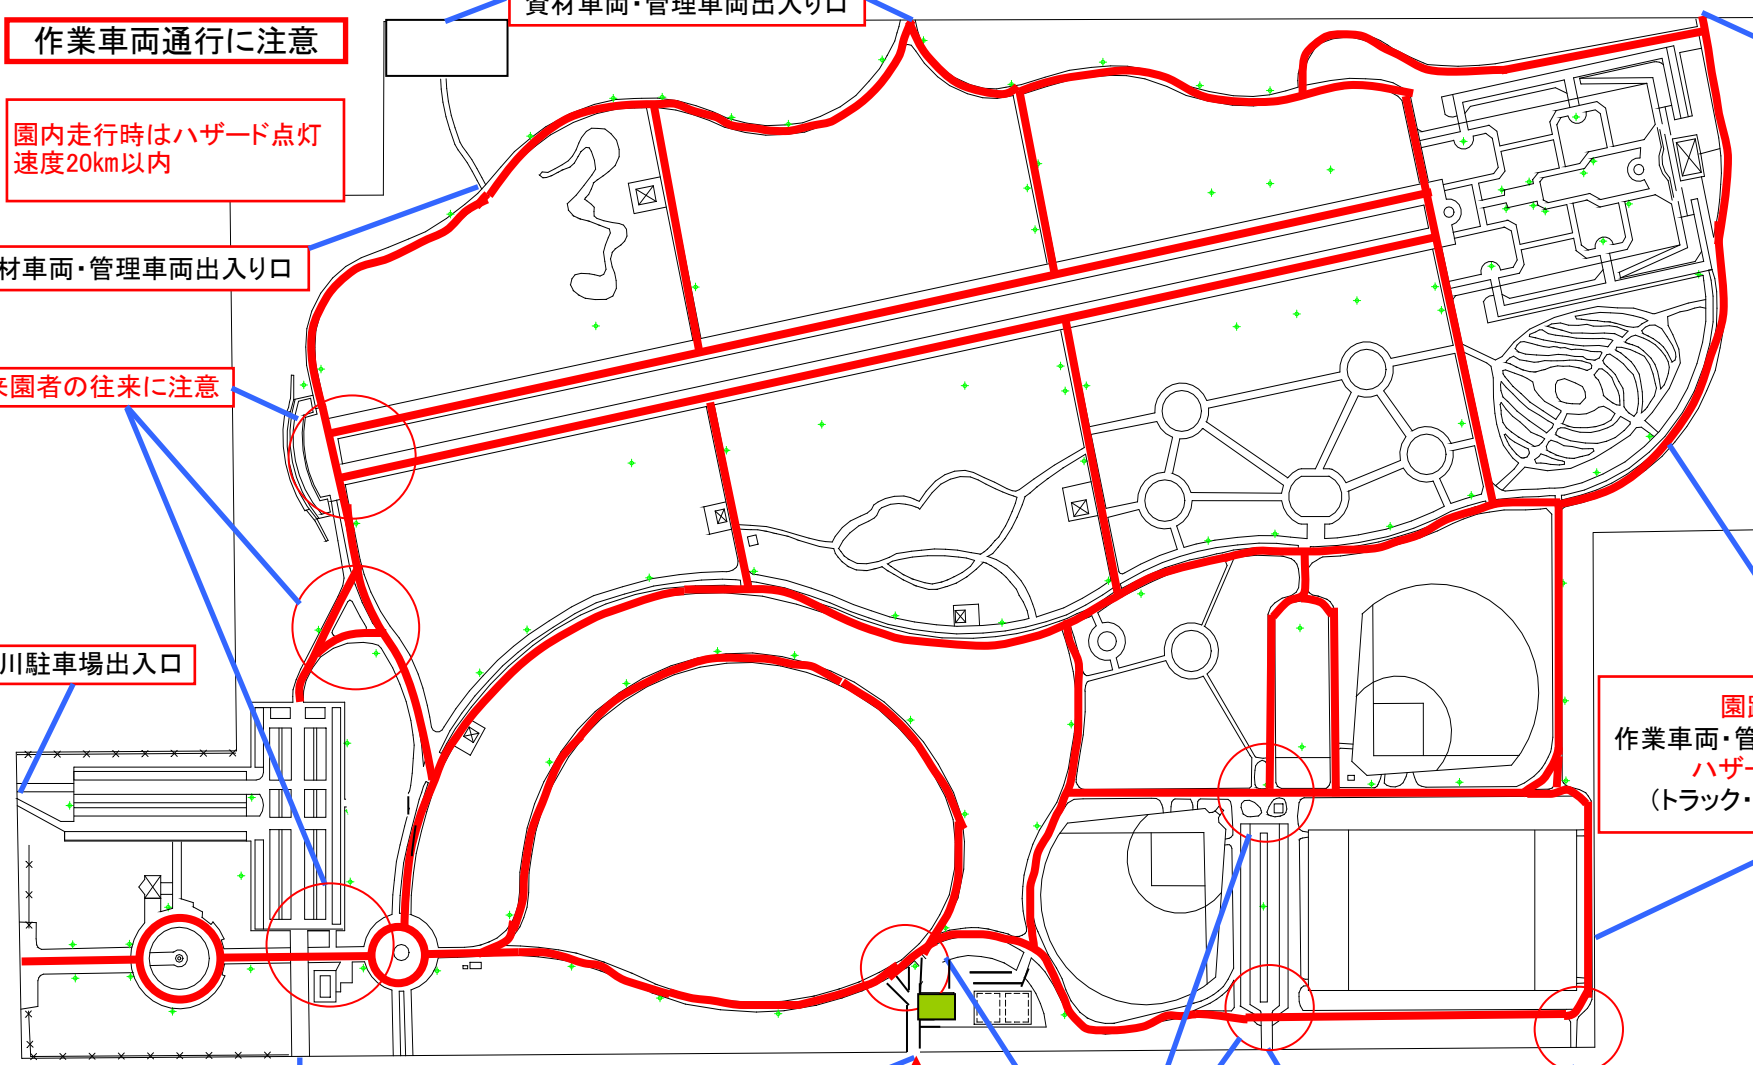 資材車両・管理車両出入り口
作業車両通行に注意
園内走行時はハザード点灯
速度20km以内
材車両・管理車両出入り口
来園者の往来に注意
川駐車場出入口
園路
作業車両・管
ハザー
(トラック・